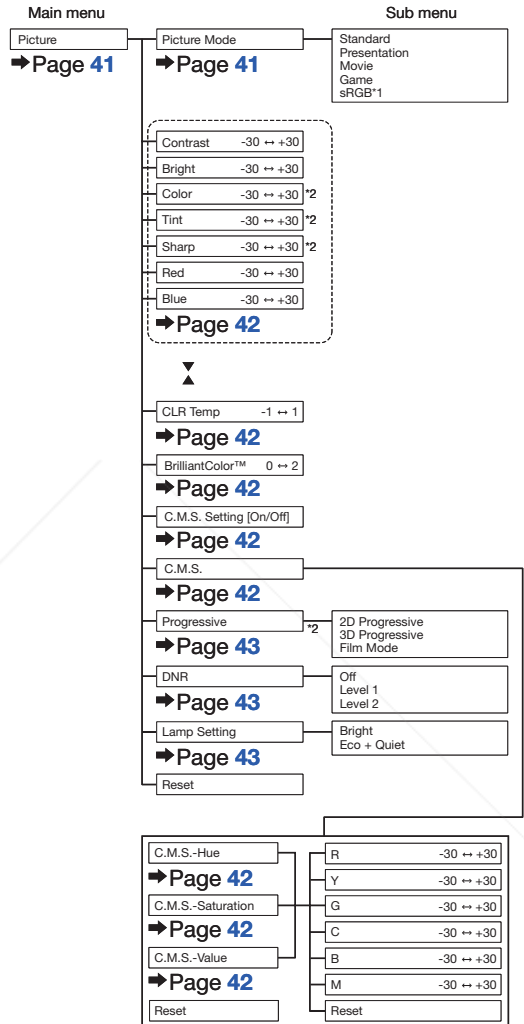 Main menu
Sub menu
Picture
➡Page 41
Picture Mode
➡Page 41
Standard
Presentation
Movie
Game
sRGB*1
Contrast -30 ↔ +30
Bright -30 ↔ +30
Color -30 ↔ +30 *2
Tint -30 ↔ +30 *2
Sharp -30 ↔ +30 *2
Red -30 ↔ +30
Blue -30 ↔ +30
➡Page 42
CLR Temp -1 ↔ 1
➡Page 42
BrilliantColor™ 0 ↔ 2
➡Page 42
C.M.S. Setting [On/Off]
➡Page 42
C.M.S.
➡Page 42
Progressive *2
➡Page 43
2D Progressive
3D Progressive
Film Mode
DNR
➡Page 43
Off
Level 1
Level 2
Lamp Setting
➡Page 43
Bright
Eco + Quiet
Reset
C.M.S.-Hue
➡Page 42
C.M.S.-Saturation
➡Page 42
C.M.S.-Value
➡Page 42
Reset
R -30 ↔ +30
Y -30 ↔ +30
G -30 ↔ +30
C -30 ↔ +30
B -30 ↔ +30
M -30 ↔ +30
Reset